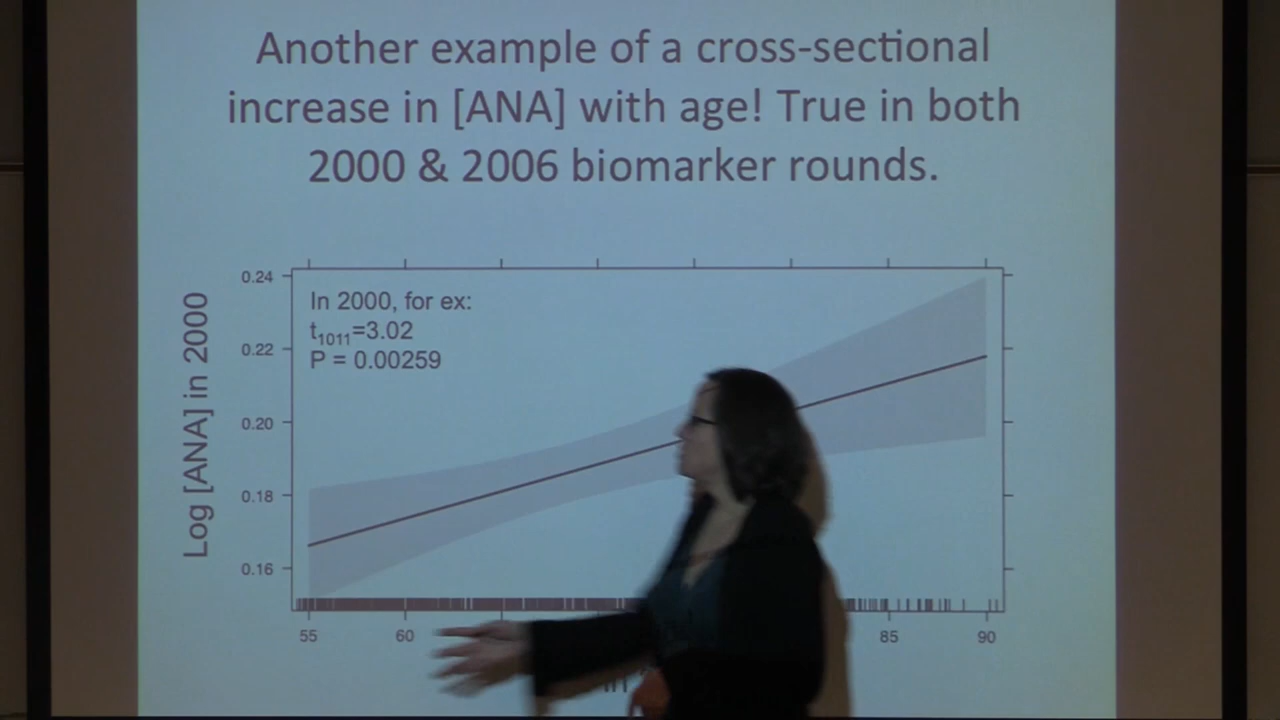 Another example of a cross-sectional
increase in [ANA] with age! True in both
2000 & 2006 biomarker rounds.
In 2000, for ex:
t₁₀₁₁=3.02
P = 0.00259
Log [ANA] in 2000
0.24
0.22
0.20
0.18
0.16
55 60 85 90